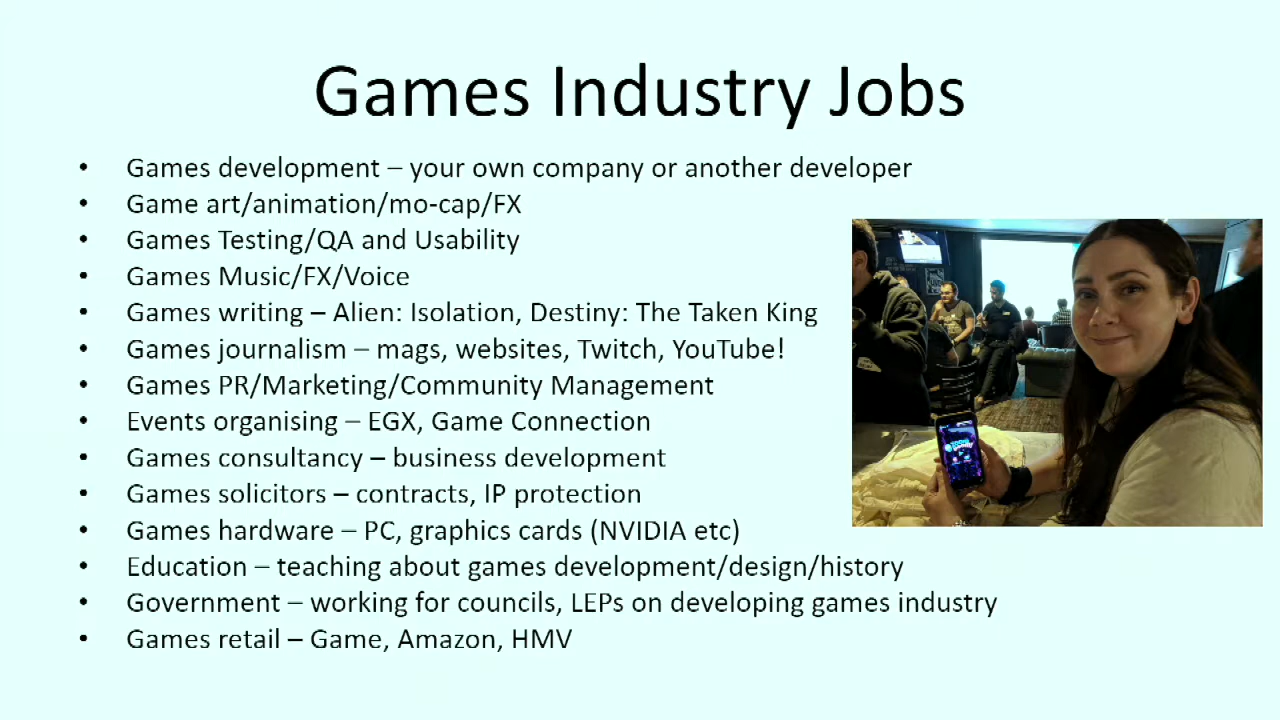 Games Industry Jobs
• Games development – your own company or another developer
• Game art/animation/mo-cap/FX
• Games Testing/QA and Usability
• Games Music/FX/Voice
• Games writing – Alien: Isolation, Destiny: The Taken King
• Games journalism – mags, websites, Twitch, YouTube!
• Games PR/Marketing/Community Management
• Events organising – EGX, Game Connection
• Games consultancy – business development
• Games solicitors – contracts, IP protection
• Games hardware – PC, graphics cards (NVIDIA etc)
• Education – teaching about games development/design/history
• Government – working for councils, LEPs on developing games industry
• Games retail – Game, Amazon, HMV